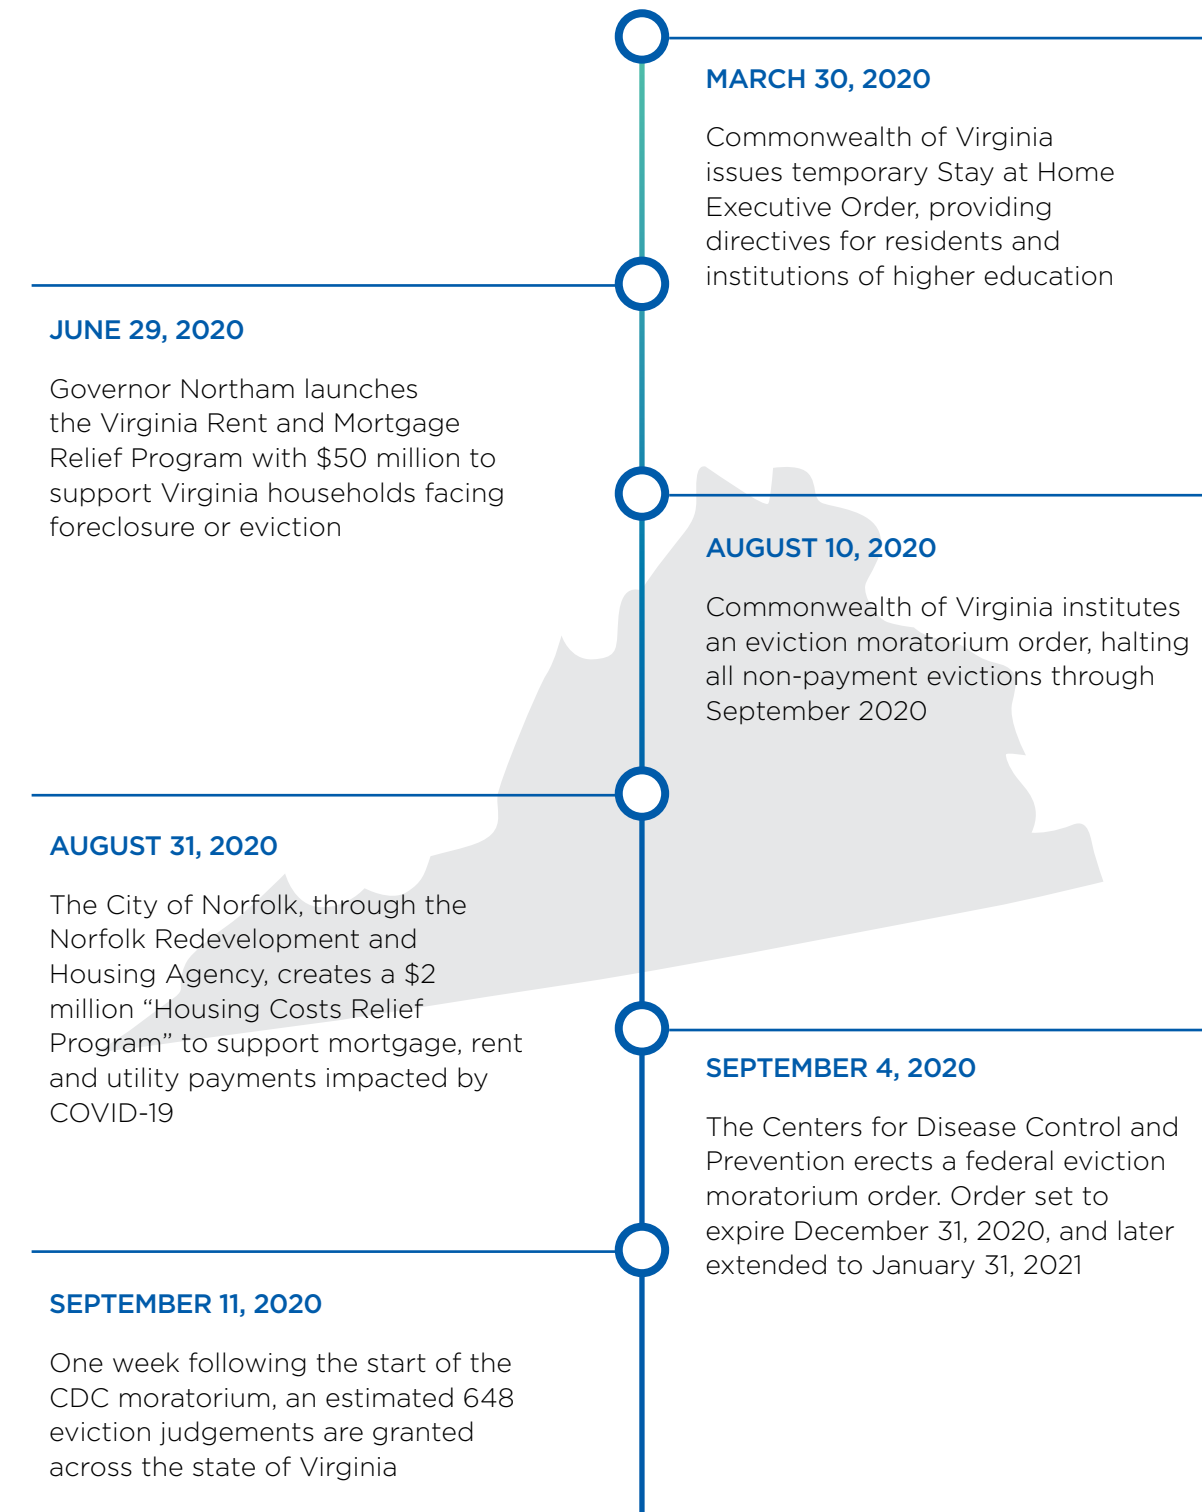 MARCH 30, 2020
Commonwealth of Virginia
issues temporary Stay at Home
Executive Order, providing
directives for residents and
institutions of higher education
JUNE 29, 2020
Governor Northam launches
the Virginia Rent and Mortgage
Relief Program with $50 million to
support Virginia households facing
foreclosure or eviction
AUGUST 10, 2020
Commonwealth of Virginia institutes
an eviction moratorium order, halting
all non-payment evictions through
September 2020
AUGUST 31, 2020
The City of Norfolk, through the
Norfolk Redevelopment and
Housing Agency, creates a $2
million “Housing Costs Relief
Program” to support mortgage, rent
and utility payments impacted by
COVID-19
SEPTEMBER 4, 2020
The Centers for Disease Control and
Prevention erects a federal eviction
moratorium order. Order set to
expire December 31, 2020, and later
extended to January 31, 2021
SEPTEMBER 11, 2020
One week following the start of the
CDC moratorium, an estimated 648
eviction judgements are granted
across the state of Virginia